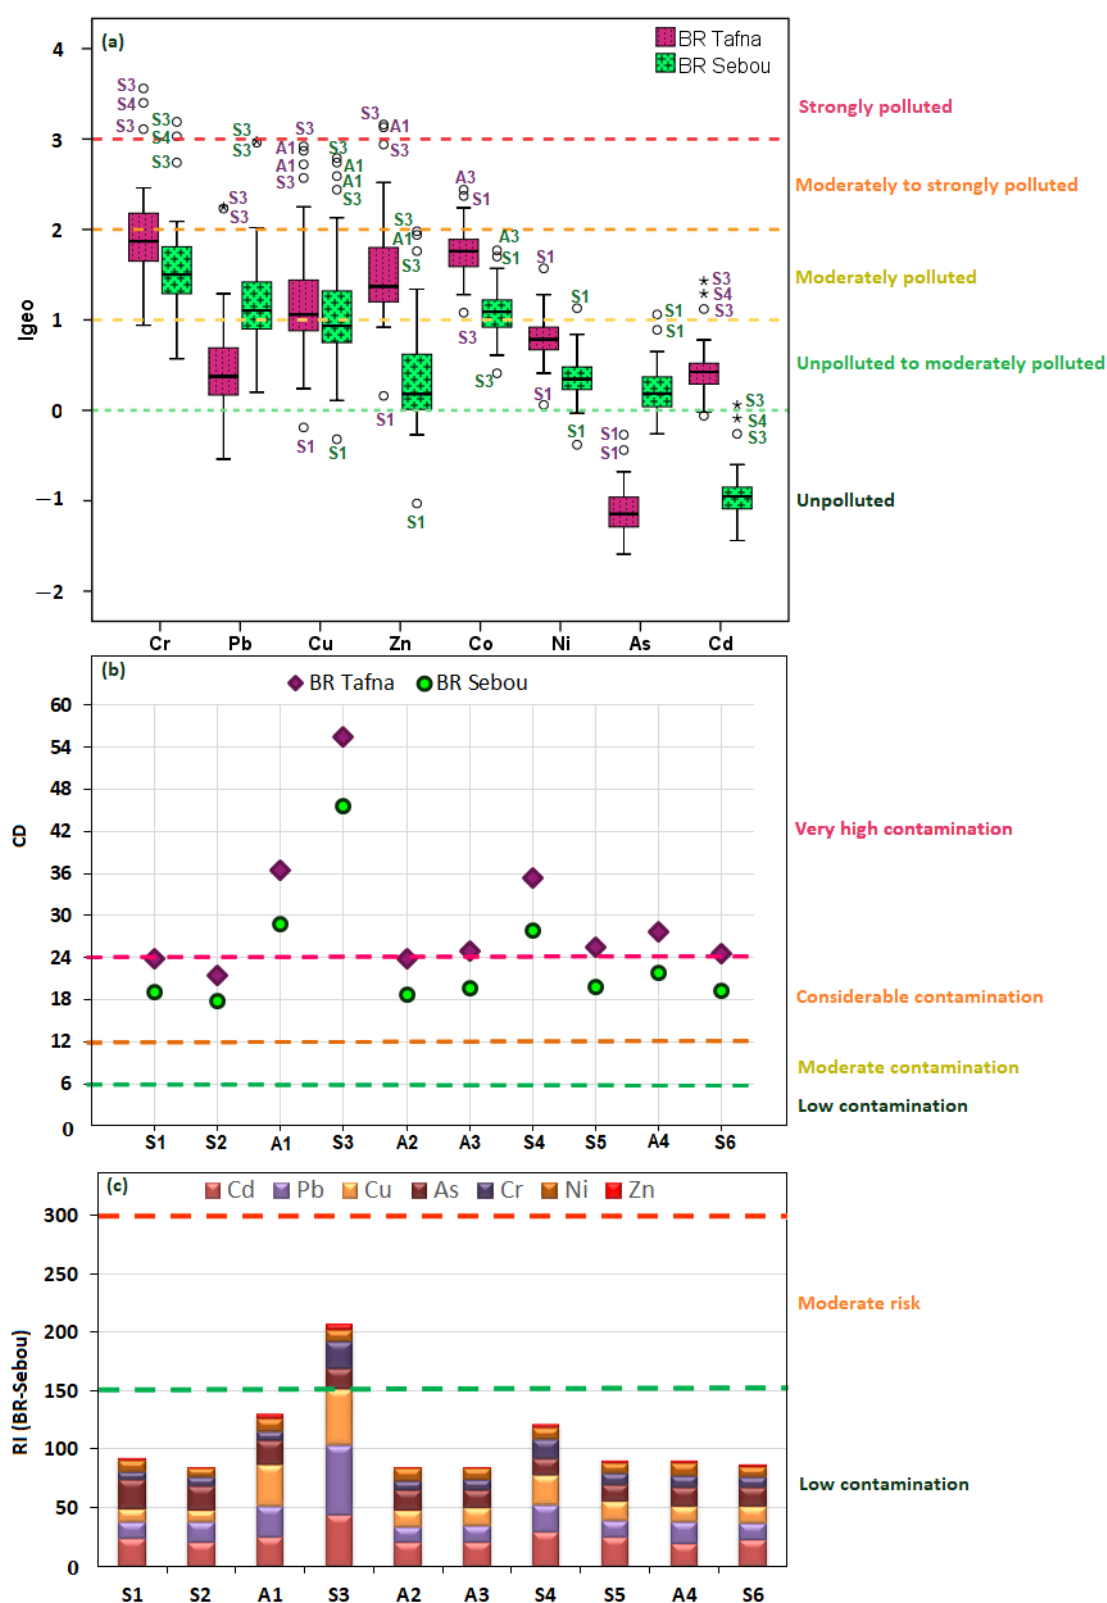 (a)
BR Tafna
BR Sebou
4
3
2
1
0
−1
−2
Igeo
S3
S4
S3
S3
S4
S3
S3
S3
S3
S3
S3
A1
A1
S3
S3
A1
A1
S3
S3
A1
S3
S3
A1
S3
A3
S1
A3
S1
S1
S1
S1
S1
S3
S4
S3
S3
S1
S1
S1
S3
S3
S1
S1
S1
S1
S3
S4
S3
S1
Cr Pb Cu Zn Co Ni As Cd
Strongly polluted
Moderately to strongly polluted
Moderately polluted
Unpolluted to moderately polluted
Unpolluted
(b)
BR Tafna BR Sebou
60
54
48
42
36
30
24
18
12
6
0
CD
S1 S2 A1 S3 A2 A3 S4 S5 A4 S6
Very high contamination
Considerable contamination
Moderate contamination
Low contamination
(c)
Cd Pb Cu As Cr Ni Zn
300
250
200
150
100
50
0
RI (BR-Sebou)
S1 S2 A1 S3 A2 A3 S4 S5 A4 S6
Moderate risk
Low contamination